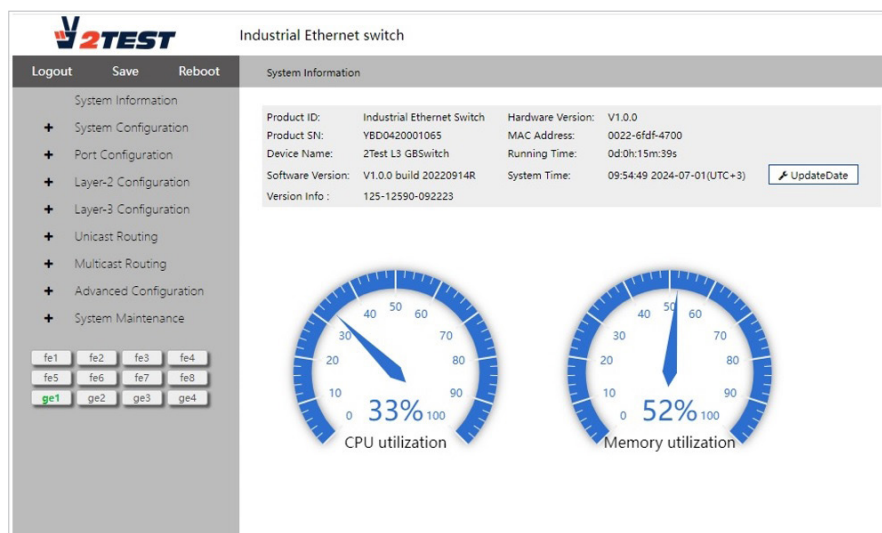 2TEST
Industrial Ethernet switch
Logout Save Reboot
System Information
System Information
System Configuration
Port Configuration
Layer-2 Configuration
Layer-3 Configuration
Unicast Routing
Multicast Routing
Advanced Configuration
System Maintenance
fe1 fe2 fe3 fe4
fe5 fe6 fe7 fe8
ge1 ge2 ge3 ge4
Product ID: Industrial Ethernet Switch Hardware Version: V1.0.0
Product SN: YBD0420001065 MAC Address: 0022-6fdf-4700
Device Name: 2Test L3 GBSwitch Running Time: 0d:0h:15m:39s
Software Version: V1.0.0 build 20220914R System Time: 09:54:49 2024-07-01(UTC+3) UpdateDate
Version Info : 125-12590-092223
0 10 20 30 40 50 60 70 80 90 100
33%
CPU utilization
0 10 20 30 40 50 60 70 80 90 100
52%
Memory utilization